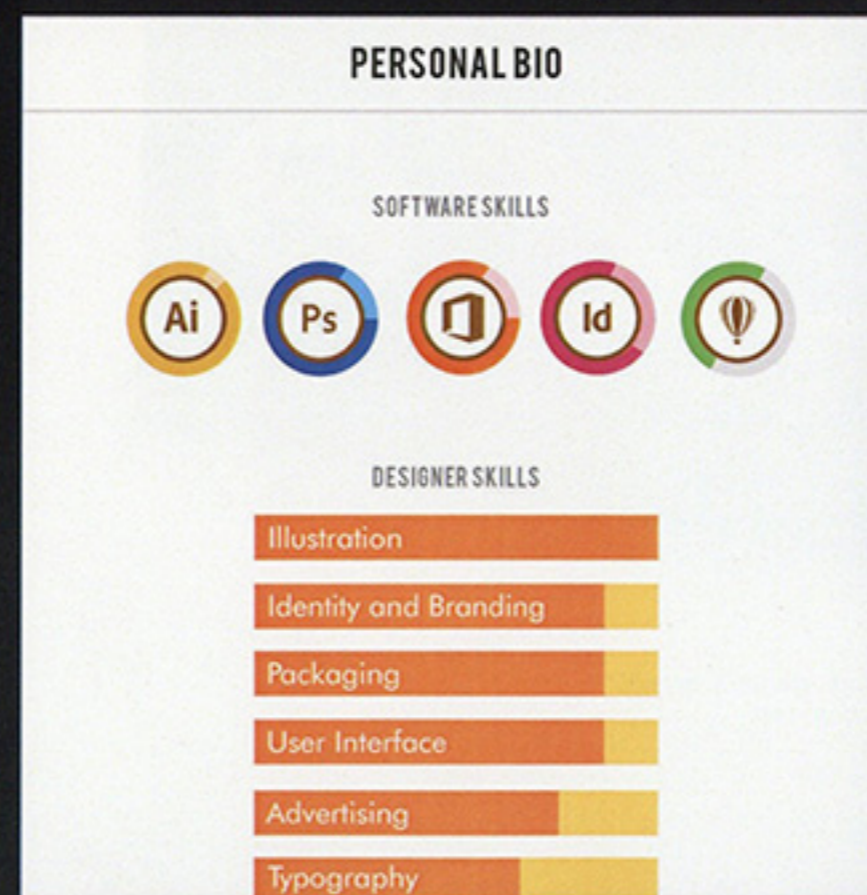 PERSONAL BIO
SOFTWARE SKILLS
Ai Ps Id
DESIGNER SKILLS
Illustration
Identity and Branding
Packaging
User Interface
Advertising
Typography